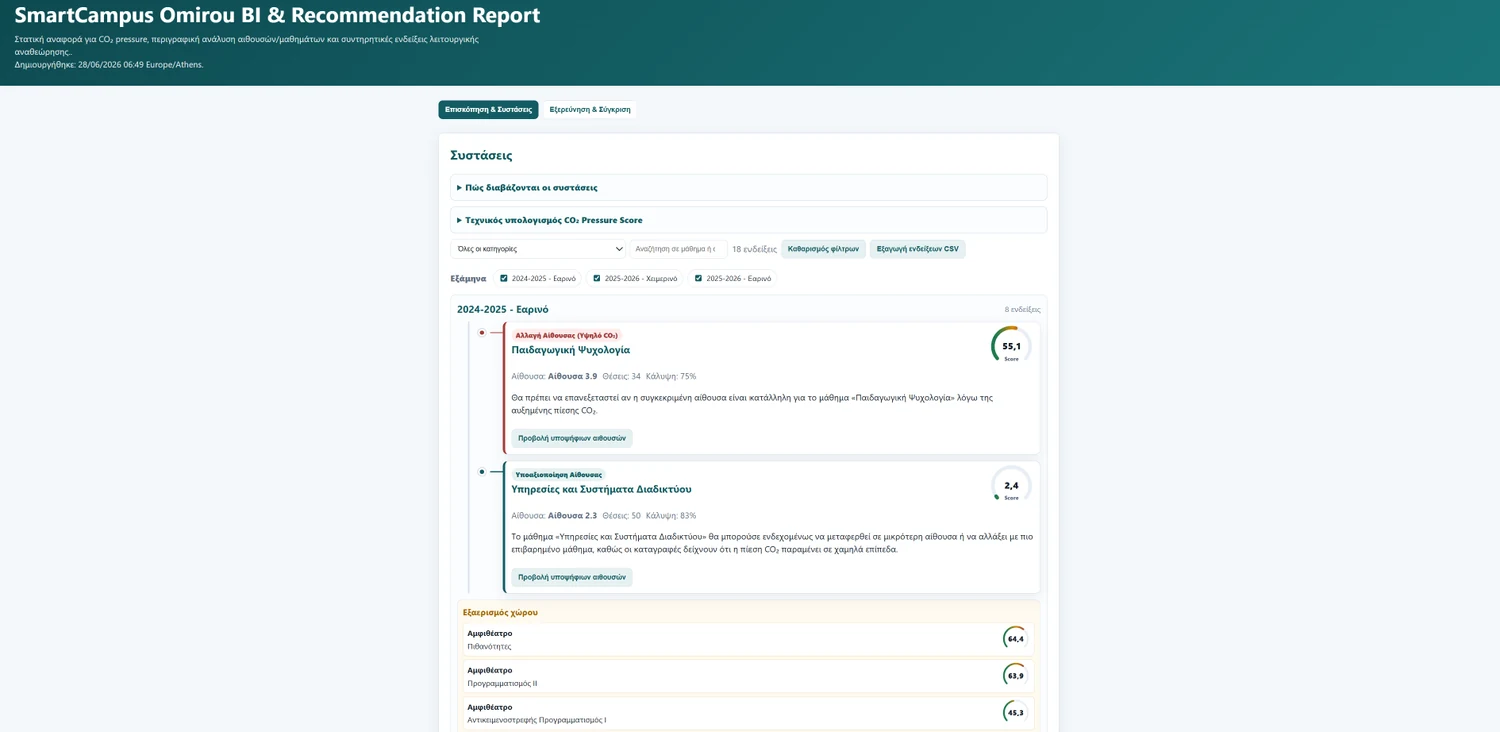 SmartCampus Omirou BI & Recommendation Report
Στατική αναφορά για CO₂ pressure, περιγραφική ανάλυση αιθουσών/μαθημάτων και συντηρητικές ενδείξεις λειτουργικής
αναθεώρησης..
Δημιουργήθηκε: 28/06/2026 06:49 Europe/Athens.
Επισκόπηση & Συστάσεις
Εξερεύνηση & Σύγκριση
Συστάσεις
▶ Πώς διαβάζονται οι συστάσεις
▶ Τεχνικός υπολογισμός CO₂ Pressure Score
Όλες οι κατηγορίες
Αναζήτηση σε μάθημα ή ε
18 ενδείξεις
Καθαρισμός φίλτρων
Εξαγωγή ενδείξεων CSV
Εξάμηνα
2024-2025 - Εαρινό
2025-2026 - Χειμερινό
2025-2026 - Εαρινό
2024-2025 - Εαρινό
8 ενδείξεις
Αλλαγή Αίθουσας (Υψηλό CO₂)
Παιδαγωγική Ψυχολογία
55,1
Score
Αίθουσα: Αίθουσα 3.9 Θέσεις: 34 Κάλυψη: 75%
Θα πρέπει να επανεξεταστεί αν η συγκεκριμένη αίθουσα είναι κατάλληλη για το μάθημα «Παιδαγωγική Ψυχολογία» λόγω της
αυξημένης πίεσης CO₂.
Προβολή υποψήφιων αιθουσών
Υποαξιοποίηση Αίθουσας
Υπηρεσίες και Συστήματα Διαδικτύου
2,4
Score
Αίθουσα: Αίθουσα 2.3 Θέσεις: 50 Κάλυψη: 83%
Το μάθημα «Υπηρεσίες και Συστήματα Διαδικτύου» θα μπορούσε ενδεχομένως να μεταφερθεί σε μικρότερη αίθουσα ή να αλλάξει με πιο
επιβαρημένο μάθημα, καθώς οι καταγραφές δείχνουν ότι η πίεση CO₂ παραμένει σε χαμηλά επίπεδα.
Προβολή υποψήφιων αιθουσών
Εξαερισμός χώρου
Αμφιθέατρο
Πιθανότητες
64,4
Αμφιθέατρο
Προγραμματισμός ΙΙ
63,9
Αμφιθέατρο
Αντικειμενοστρεφής Προγραμματισμός Ι
45,3